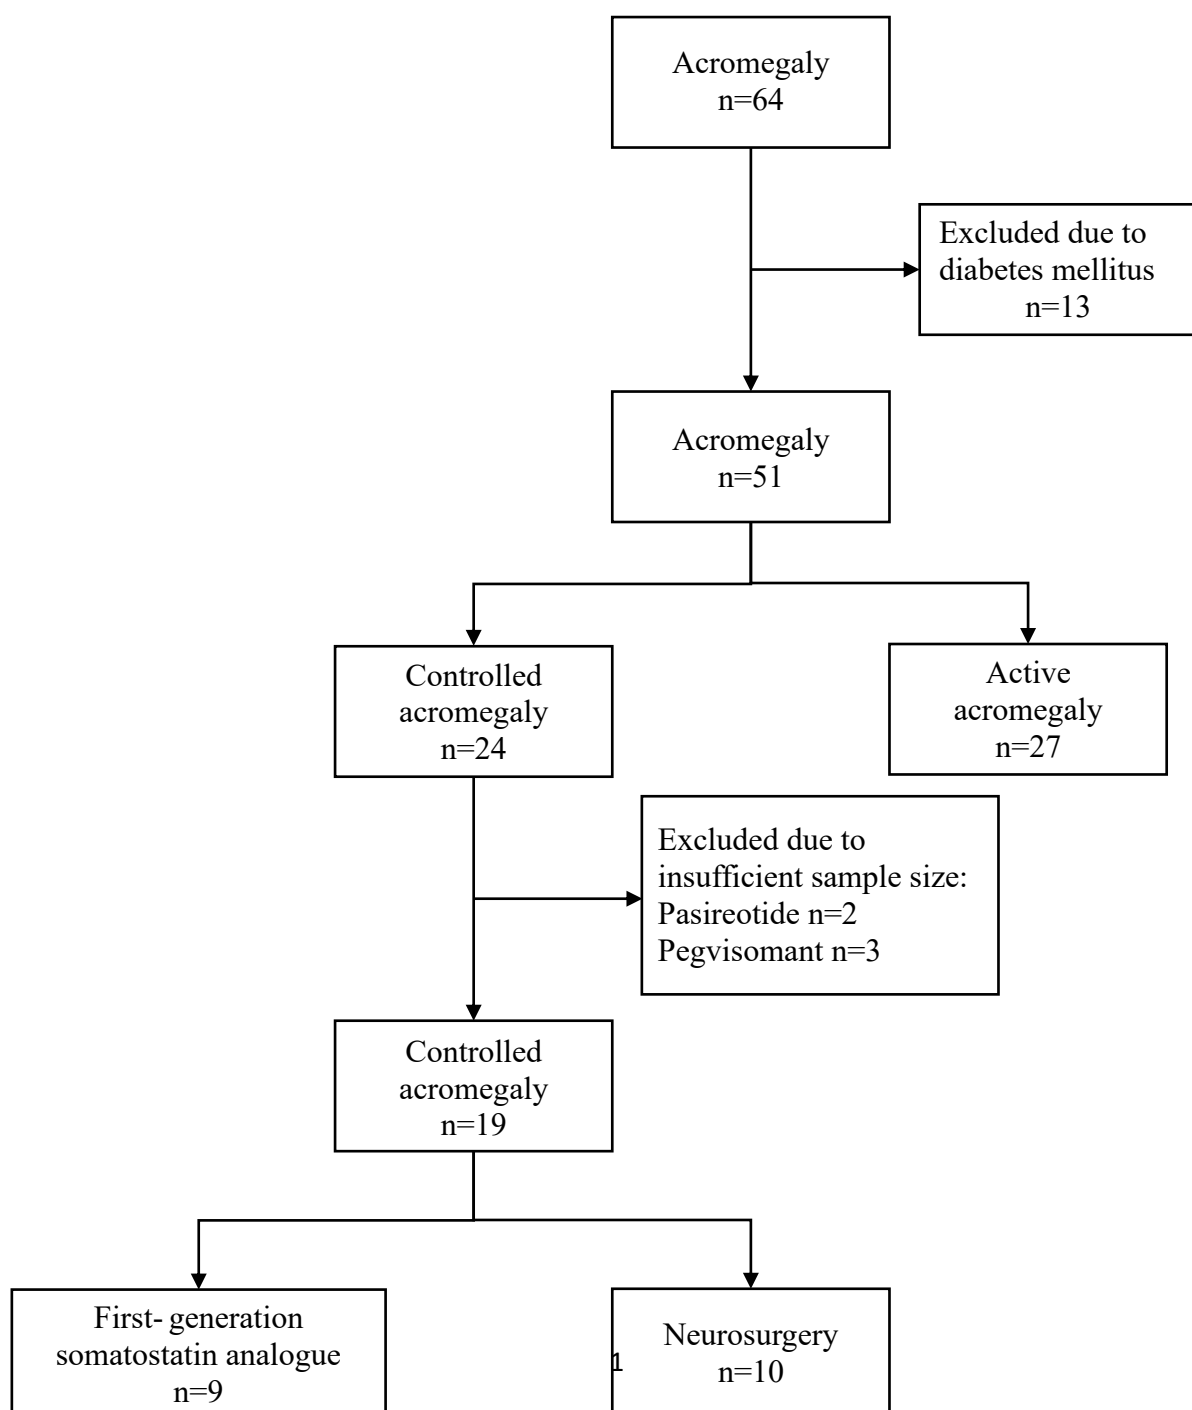 Acromegaly
n=64
Excluded due to
diabetes mellitus
n=13
Acromegaly
n=51
Controlled
acromegaly
n=24
Active
acromegaly
n=27
Excluded due to
insufficient sample size:
Pasireotide n=2
Pegvisomant n=3
Controlled
acromegaly
n=19
First- generation
somatostatin analogue
n=9
Neurosurgery
n=10
1